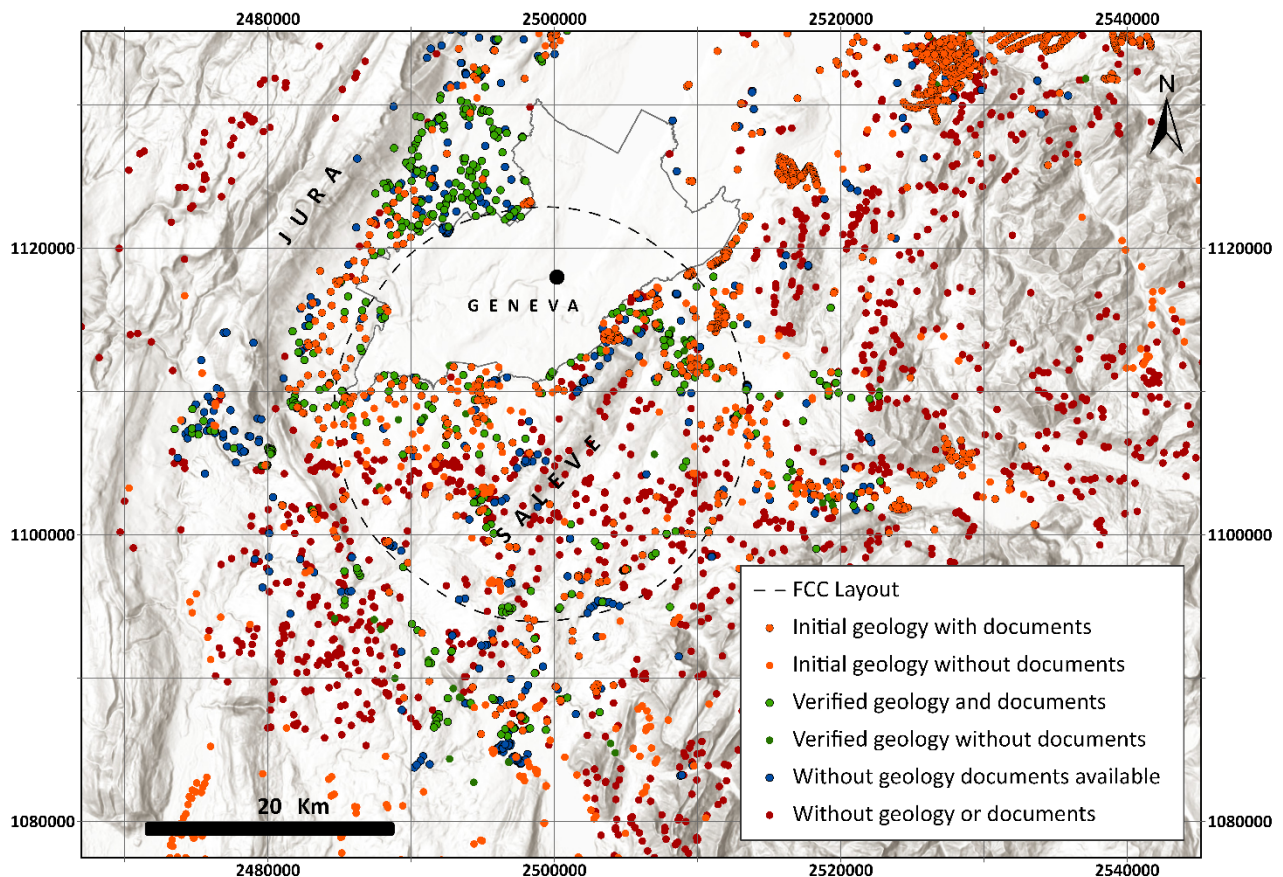 2480000 2500000 2520000 2540000
N
JURA
1120000 1120000
GENEVA
SALEVE
1100000 1100000
FCC Layout
Initial geology with documents
Initial geology without documents
Verified geology and documents
Verified geology without documents
Without geology documents available
Without geology or documents
20 Km
1080000 1080000
2480000 2500000 2520000 2540000